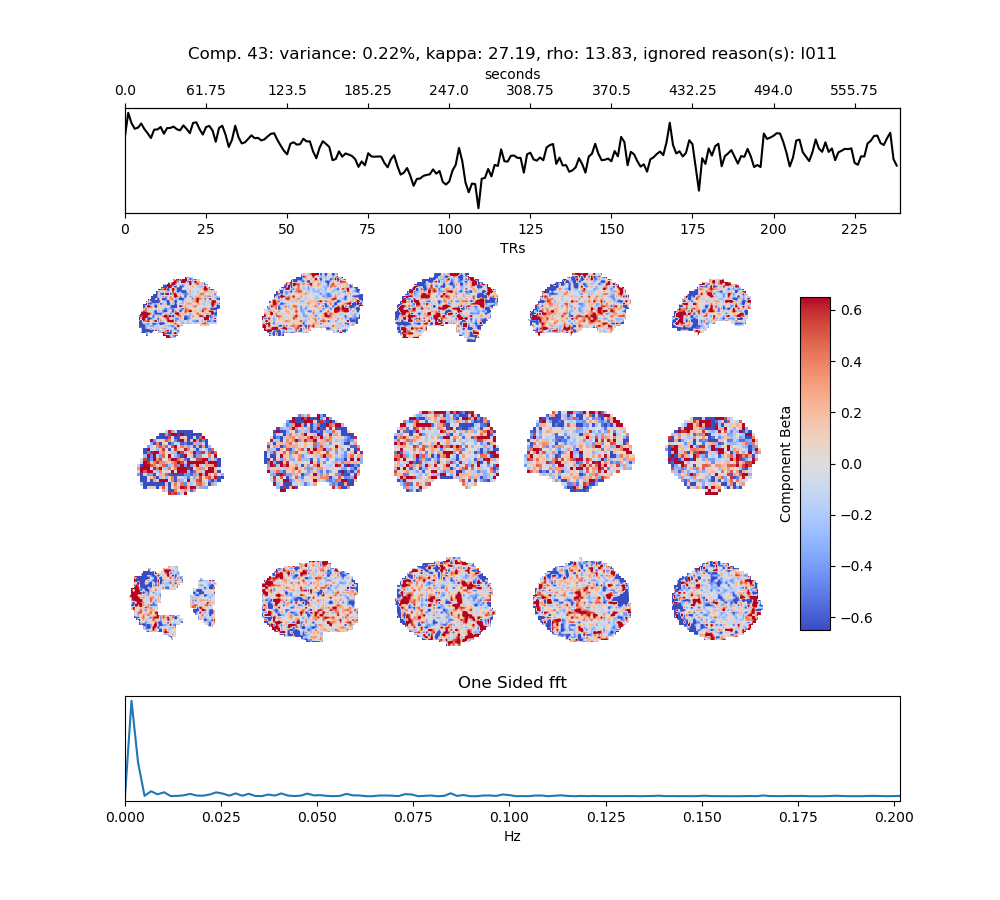 Comp. 43: variance: 0.22%, kappa: 27.19, rho: 13.83, ignored reason(s): I011
seconds
0.0 61.75 123.5 185.25 247.0 308.75 370.5 432.25 494.0 555.75
0 25 50 75 100 125 150 175 200 225
TRs
0.6
0.4
0.2
0.0
−0.2
−0.4
−0.6
Component Beta
One Sided fft
0.000 0.025 0.050 0.075 0.100 0.125 0.150 0.175 0.200
Hz